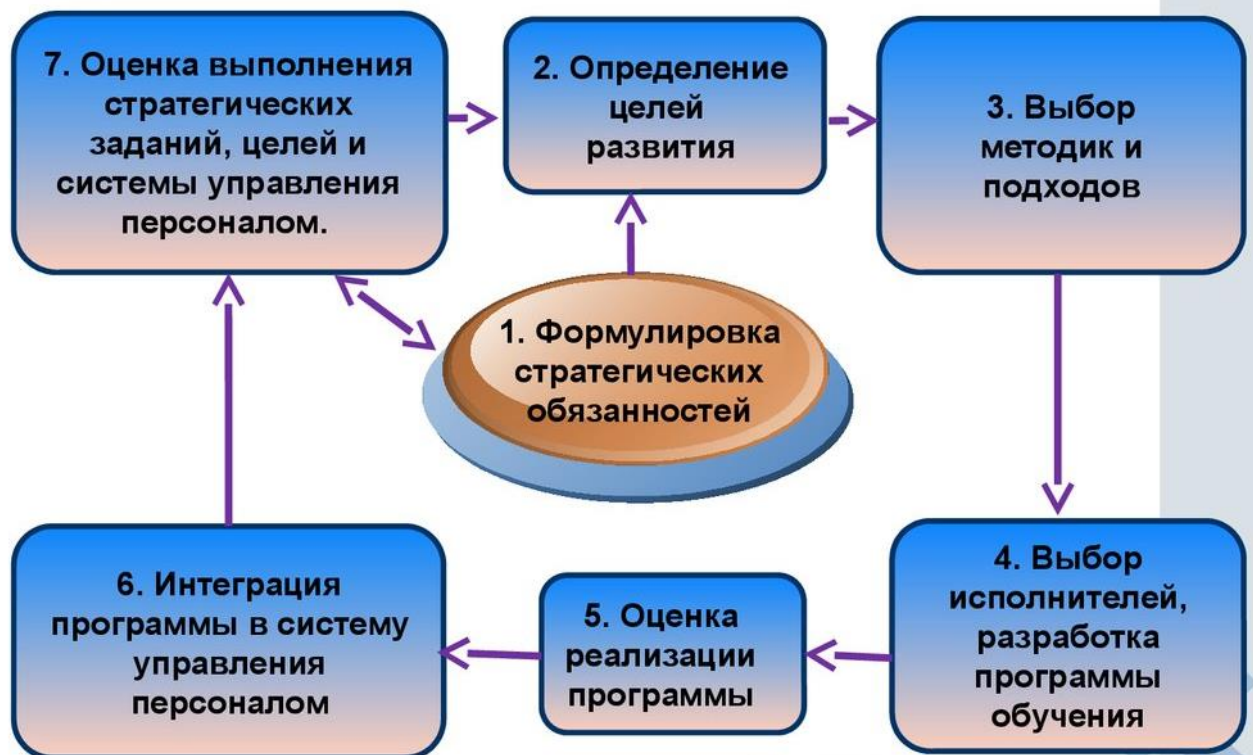 7. Оценка выполнения
стратегических
заданий, целей и
системы управления
персоналом.
2. Определение
целей
развития
3. Выбор
методик и
подходов
1. Формулировка
стратегических
обязанностей
6. Интеграция
программы в систему
управления
персоналом
5. Оценка
реализации
программы
4. Выбор
исполнителей,
разработка
программы
обучения